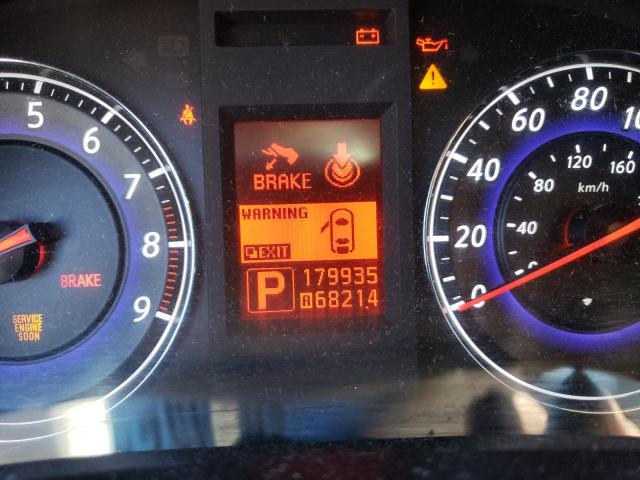 5
6
7
8
9
BRAKE
SERVICE
ENGINE
SOON
BRAKE
WARNING
EXIT
P
179935
A 68214
0
20
40
60
80
0
40
80
120
160
km/h